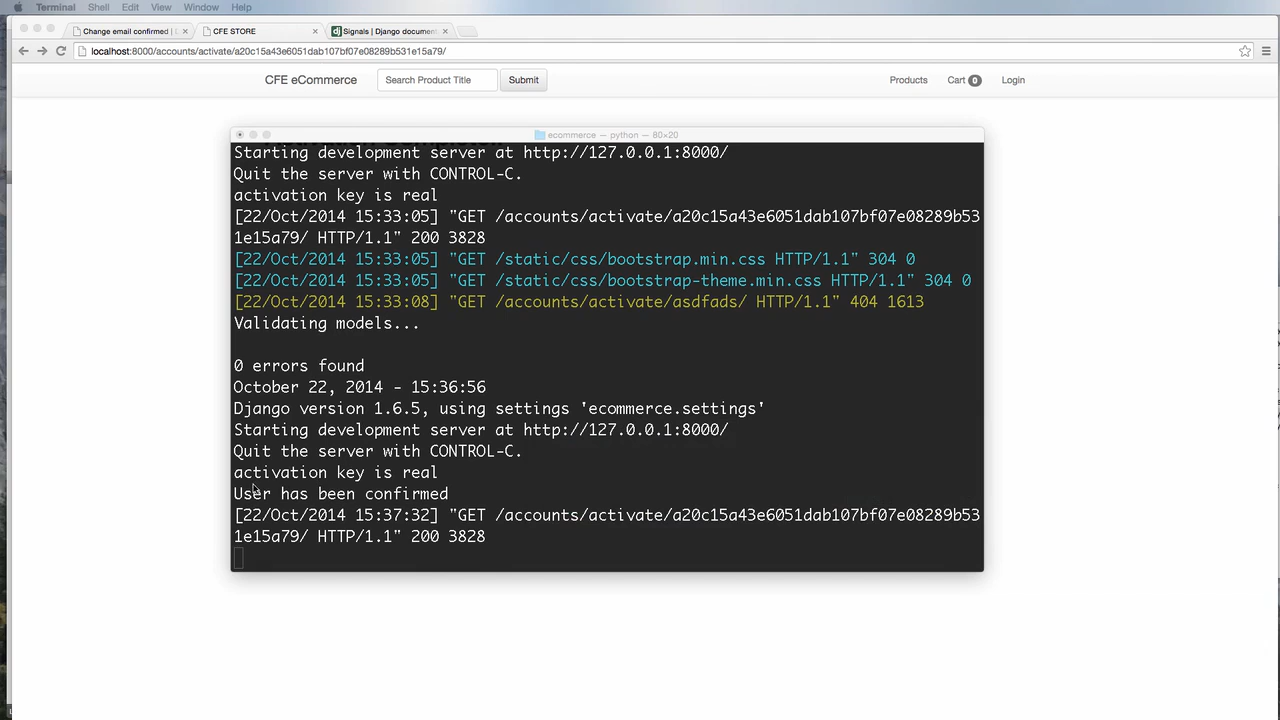 Terminal Shell Edit View Window Help
Change email confirmed | CFE STORE Signals | Django documen
localhost:8000/accounts/activate/a20c15a43e6051dab107bf07e08289b531e15a79/
CFE eCommerce Search Product Title Submit Products Cart 0 Login
ecommerce — python — 80×20
Starting development server at http://127.0.0.1:8000/
Quit the server with CONTROL-C.
activation key is real
[22/Oct/2014 15:33:05] "GET /accounts/activate/a20c15a43e6051dab107bf07e08289b53
1e15a79/ HTTP/1.1" 200 3828
[22/Oct/2014 15:33:05] "GET /static/css/bootstrap.min.css HTTP/1.1" 304 0
[22/Oct/2014 15:33:05] "GET /static/css/bootstrap-theme.min.css HTTP/1.1" 304 0
[22/Oct/2014 15:33:08] "GET /accounts/activate/asdfads/ HTTP/1.1" 404 1613
Validating models...
0 errors found
October 22, 2014 - 15:36:56
Django version 1.6.5, using settings 'ecommerce.settings'
Starting development server at http://127.0.0.1:8000/
Quit the server with CONTROL-C.
activation key is real
User has been confirmed
[22/Oct/2014 15:37:32] "GET /accounts/activate/a20c15a43e6051dab107bf07e08289b53
1e15a79/ HTTP/1.1" 200 3828